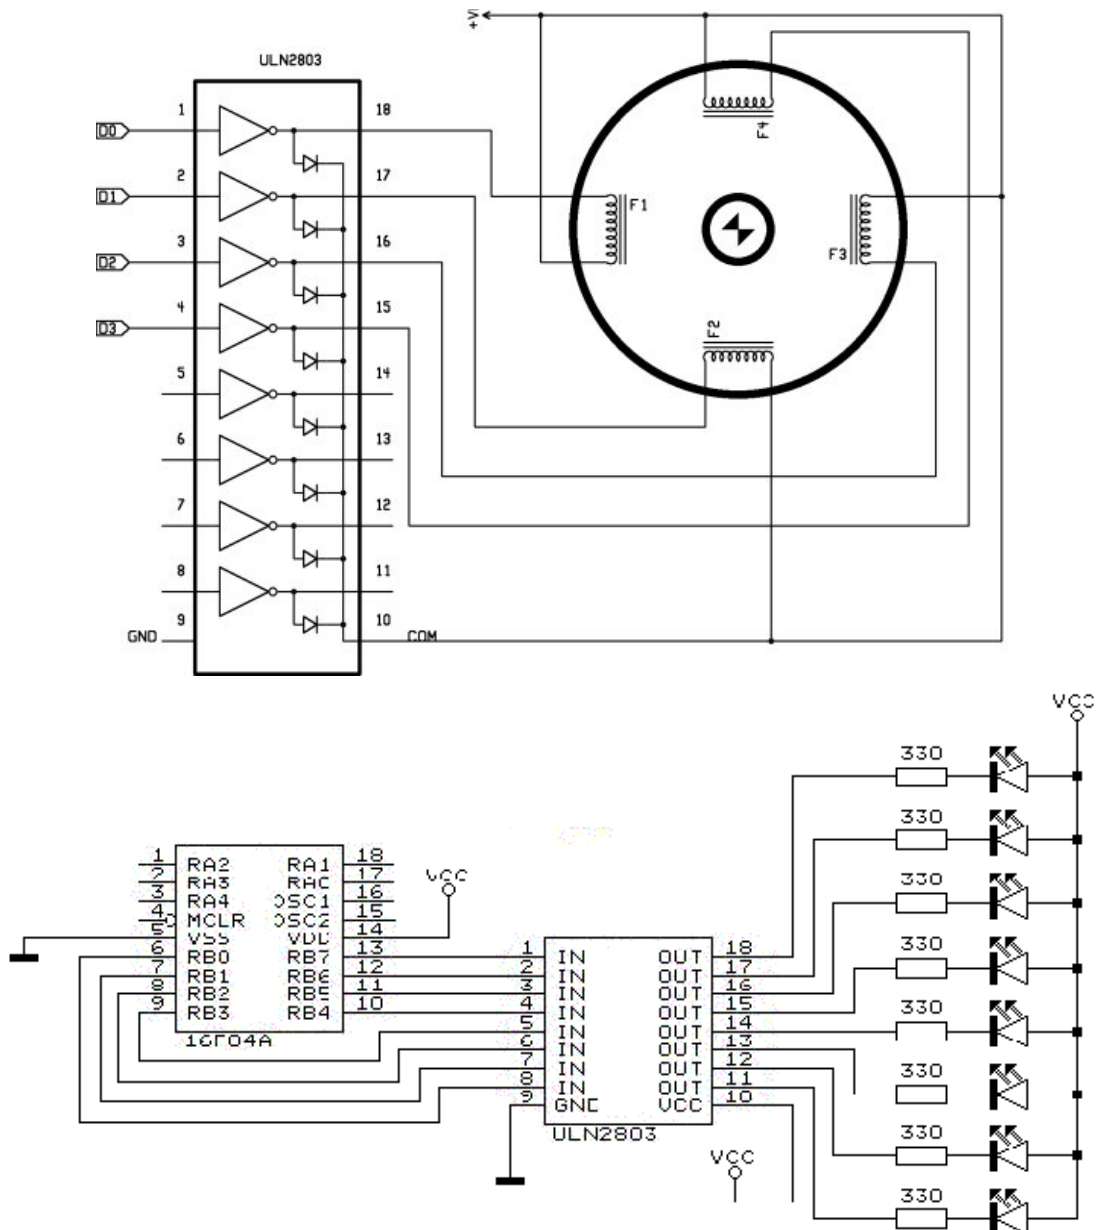 +VI
ULN2803
1 18
D0
2 17
D1
3 16
D2
4 15
D3
5 14
6 13
7 12
8 11
9 10
GND COM
F4
F1
F3
F2
VCC
330
330
330
330
330
330
330
330
VCC
1 RA2 RA1 18
2 RA3 RA0 17
3 RA4 OSC1 16
4 MCLR OSC2 15
5 VSS VDD 14
6 RB0 RB7 13
7 RB1 RB6 12
8 RB2 RB5 11
9 RB3 RB4 10
1 IN OUT 18
2 IN OUT 17
3 IN OUT 16
4 IN OUT 15
5 IN OUT 14
6 IN OUT 13
7 IN OUT 12
8 IN OUT 11
9 GND VCC 10
ULN2803
VCC